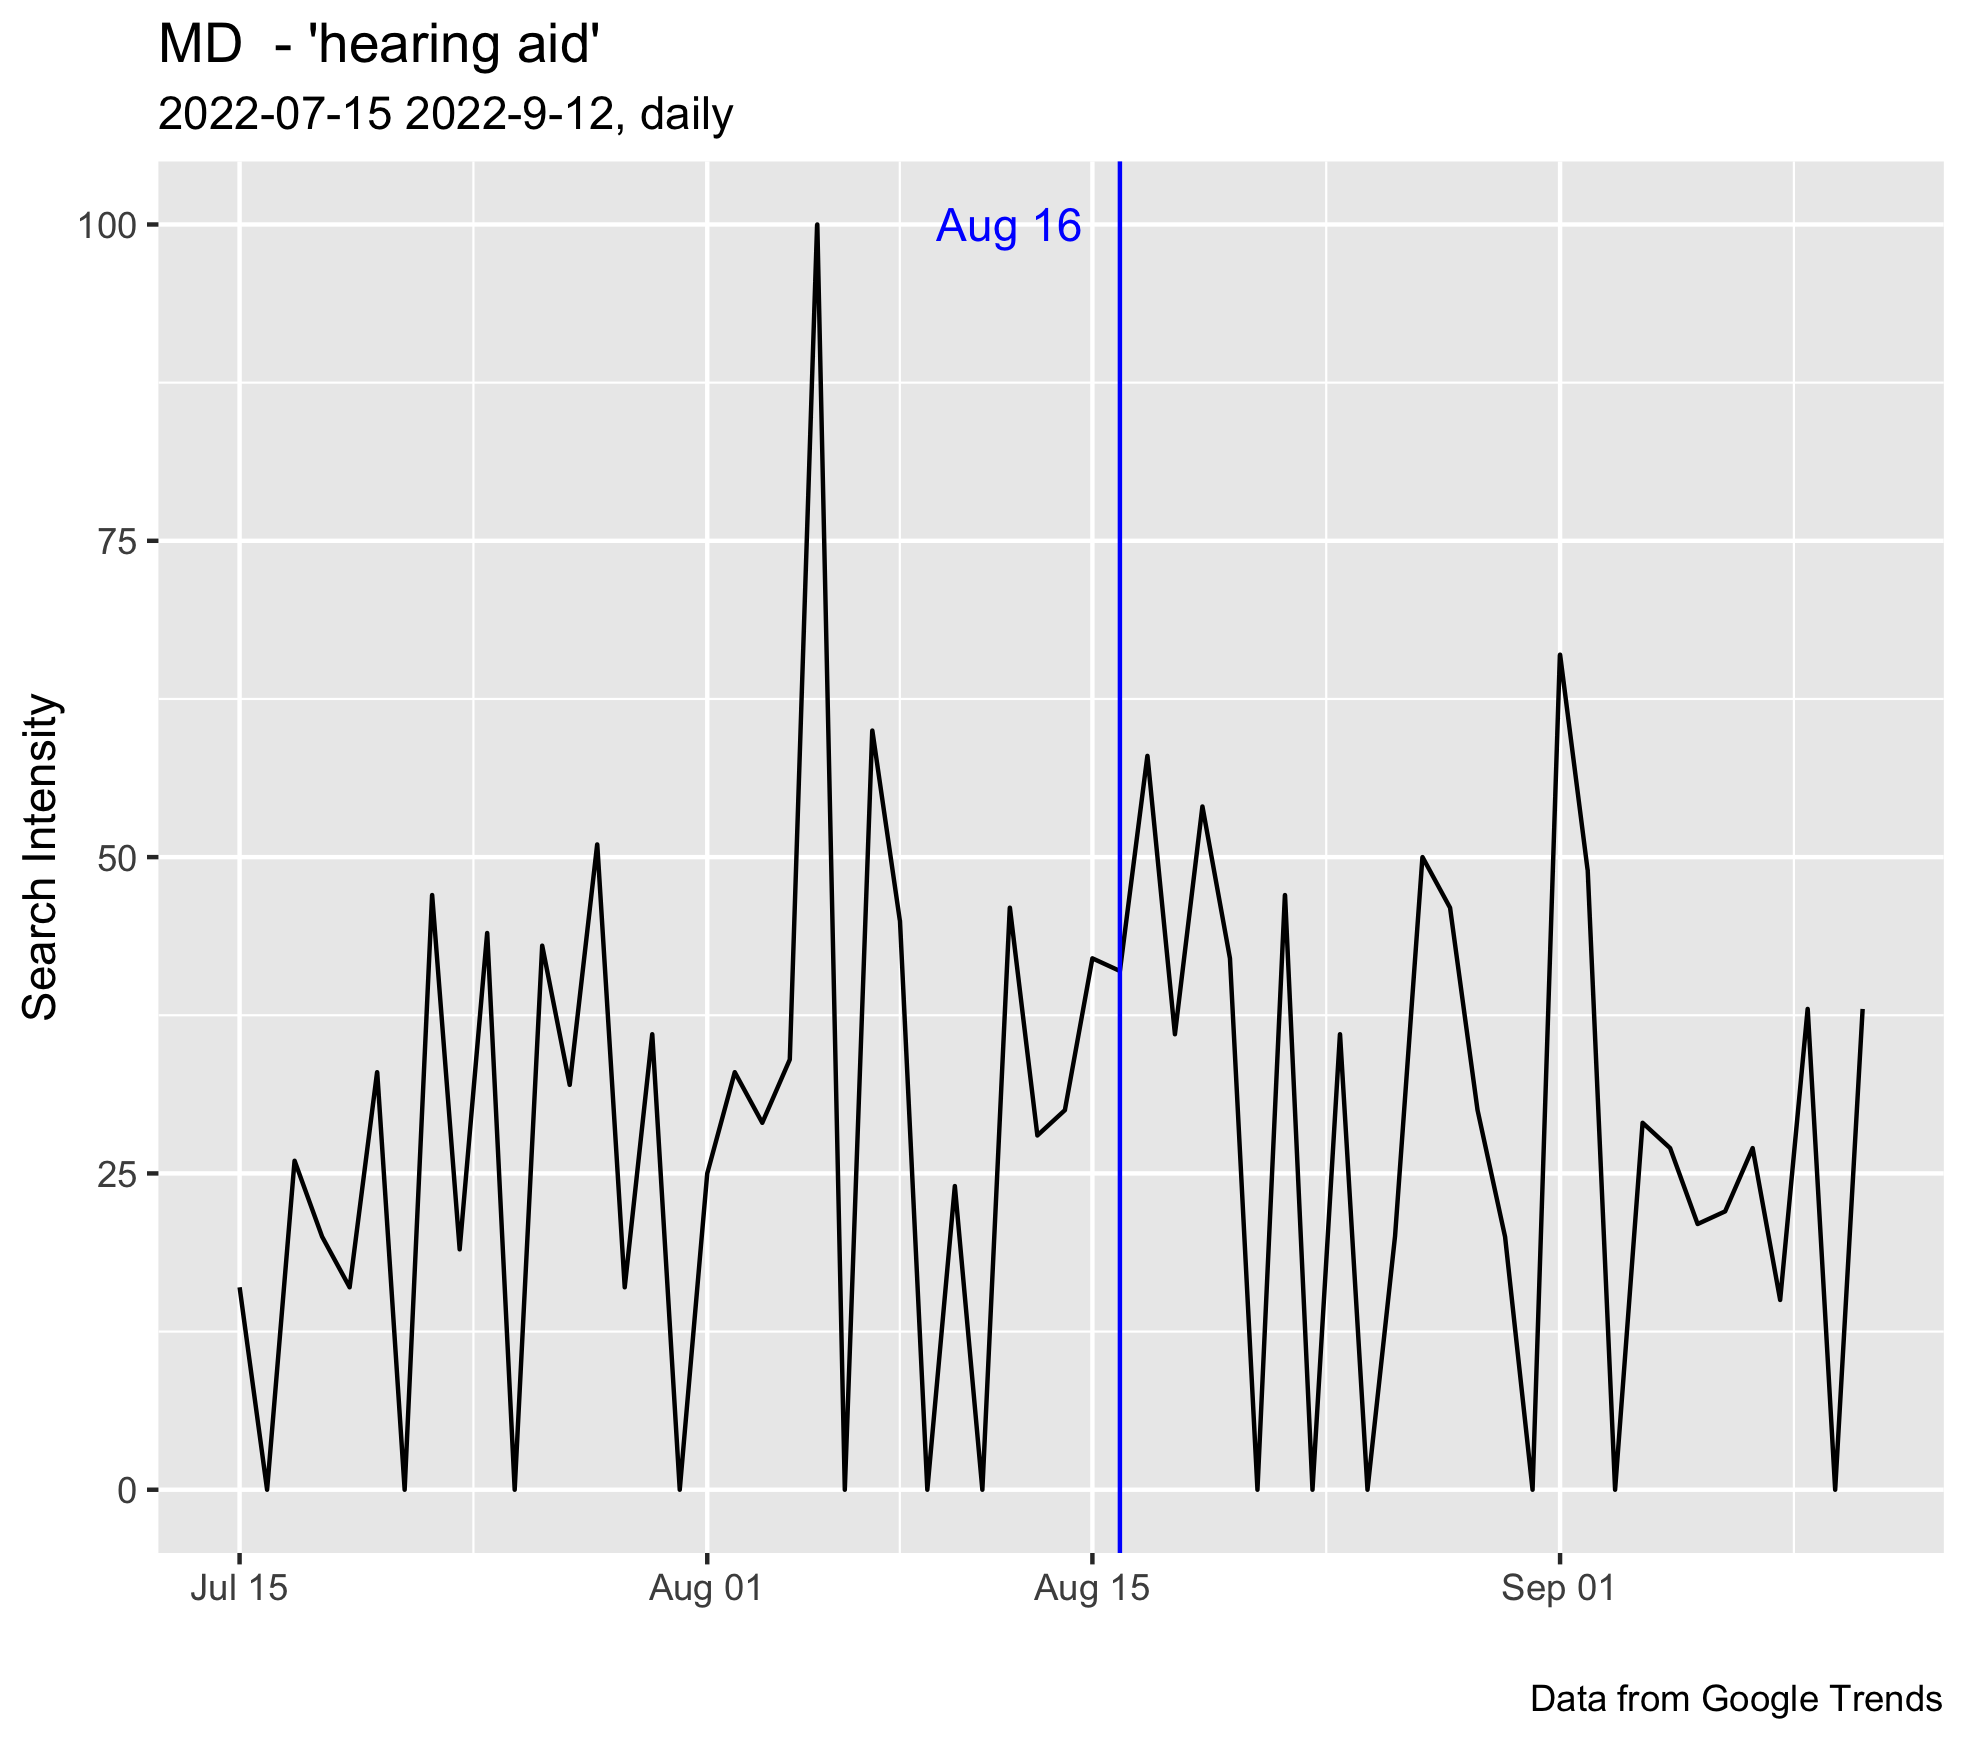 MD  - 'hearing aid'
2022-07-15 2022-9-12, daily
Aug 16
100
75
50
25
0
Search Intensity
Jul 15
Aug 01
Aug 15
Sep 01
Data from Google Trends